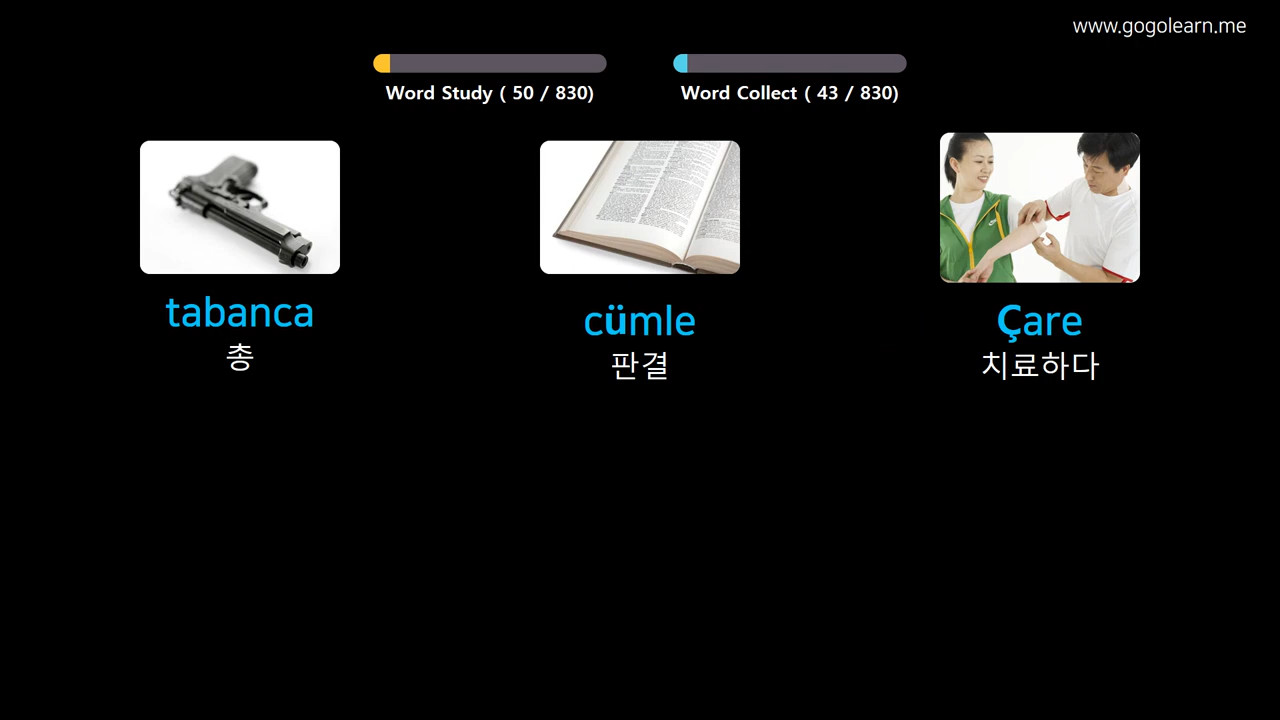 www.gogolearn.me
Word Study ( 50 / 830)
Word Collect ( 43 / 830)
tabanca
총
cümle
판결
Çare
치료하다